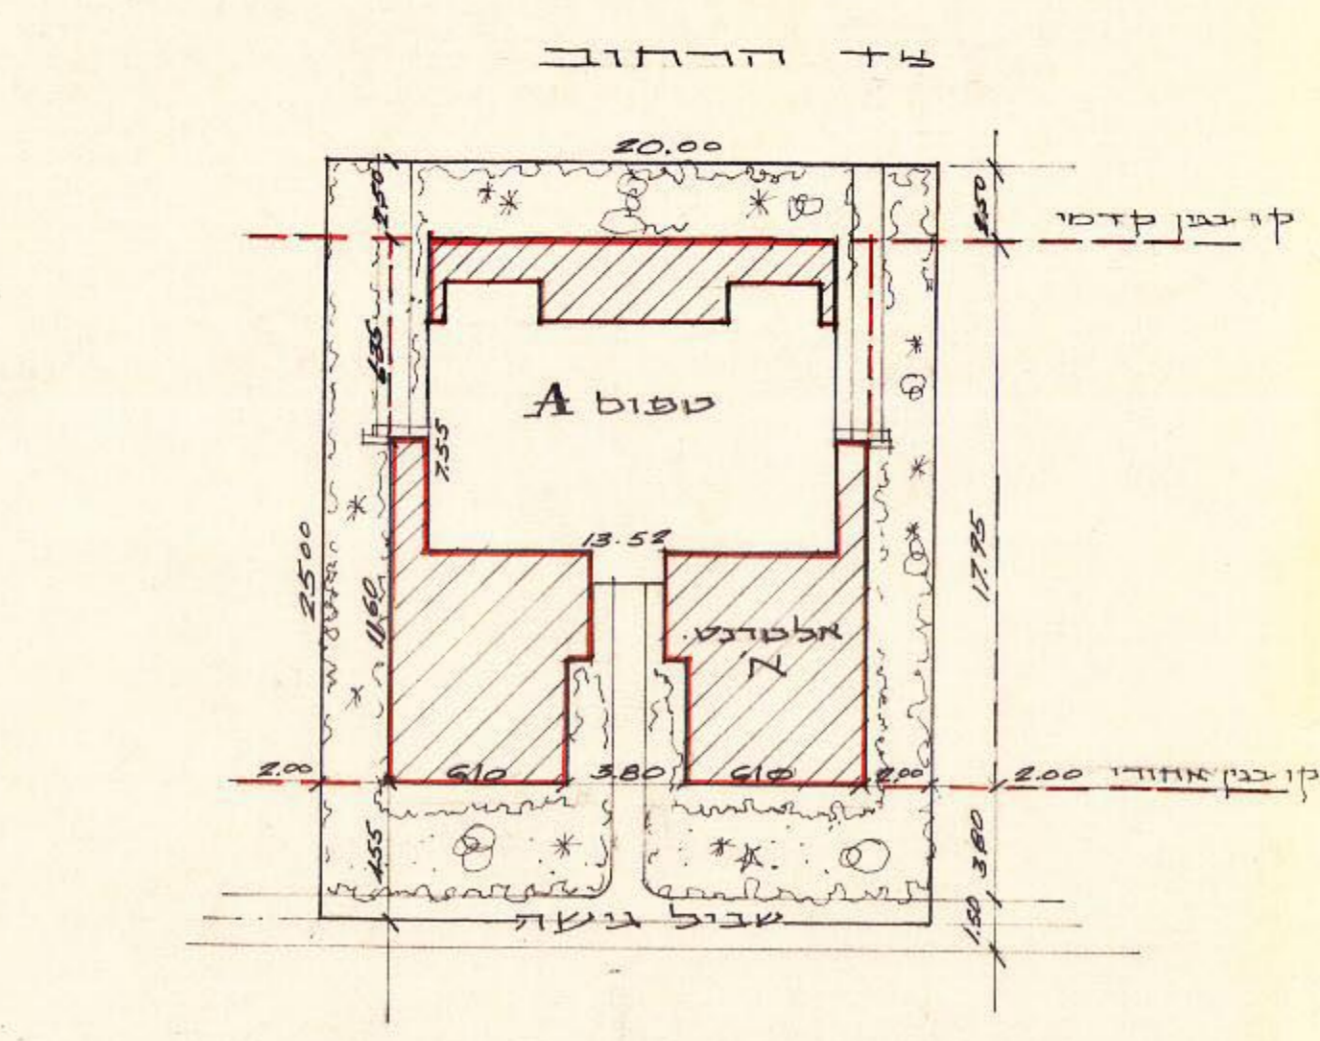 צד הרחוב
20.00
2.50
2.50
קו בנין קדמי
6.35
טפוס A
7.55
13.52
25.00
11.60
17.95
אלטרנט.
א'
2.00
6.10
3.80
6.10
2.00
2.00
קו בנין אחורי
4.55
3.80
1.50
שביל גישה